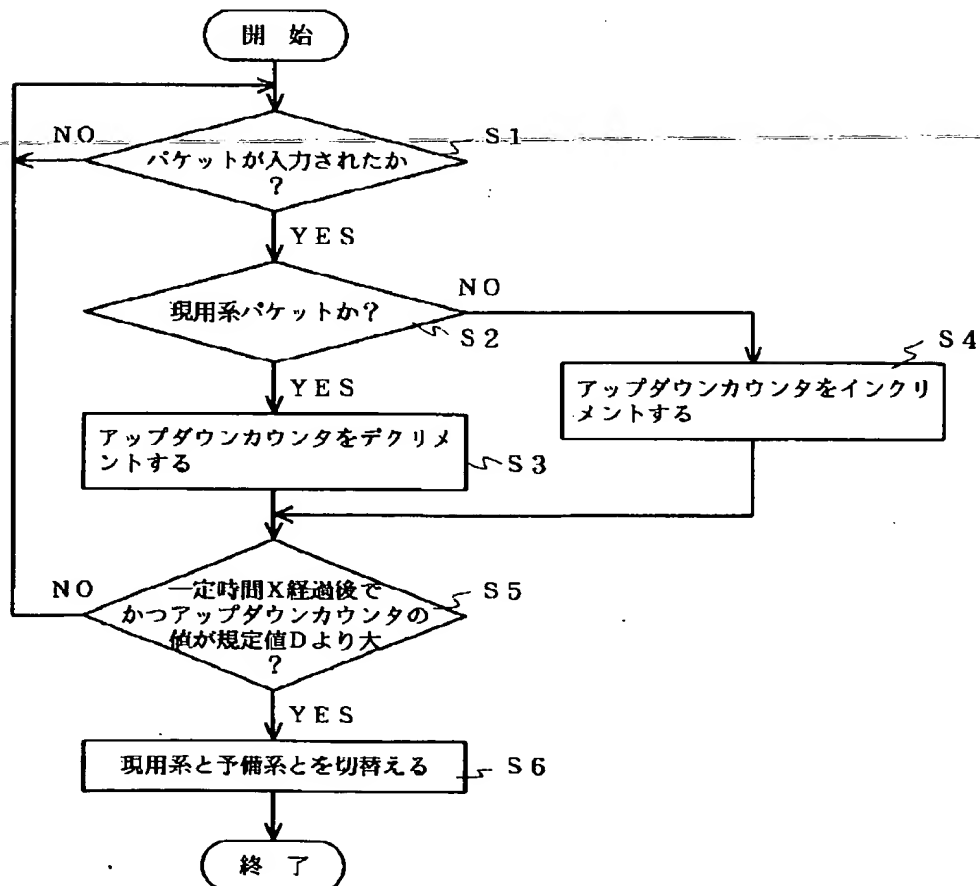 開 始
NO
S1
パケットが入力されたか
?
YES
NO
現用系パケットか?
S2
S4
YES
アップダウンカウンタをインクリ
メントする
アップダウンカウンタをデクリメ
ントする
S3
NO
一定時間X経過後で
かつアップダウンカウンタの
値が規定値Dより大
?
S5
YES
現用系と予備系とを切替える
S6
終 了